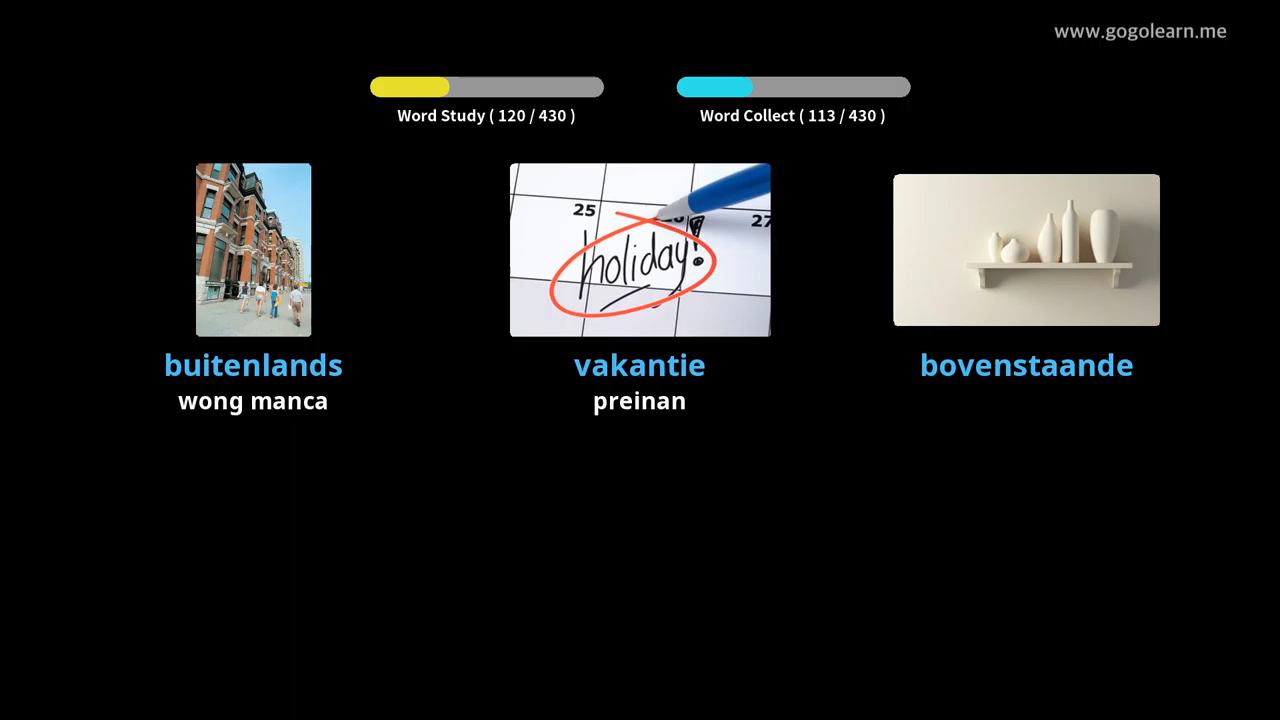 www.gogolearn.me
Word Study ( 120 / 430 )
Word Collect ( 113 / 430 )
25
27
holiday!
buitenlands
vakantie
bovenstaande
wong manca
preinan